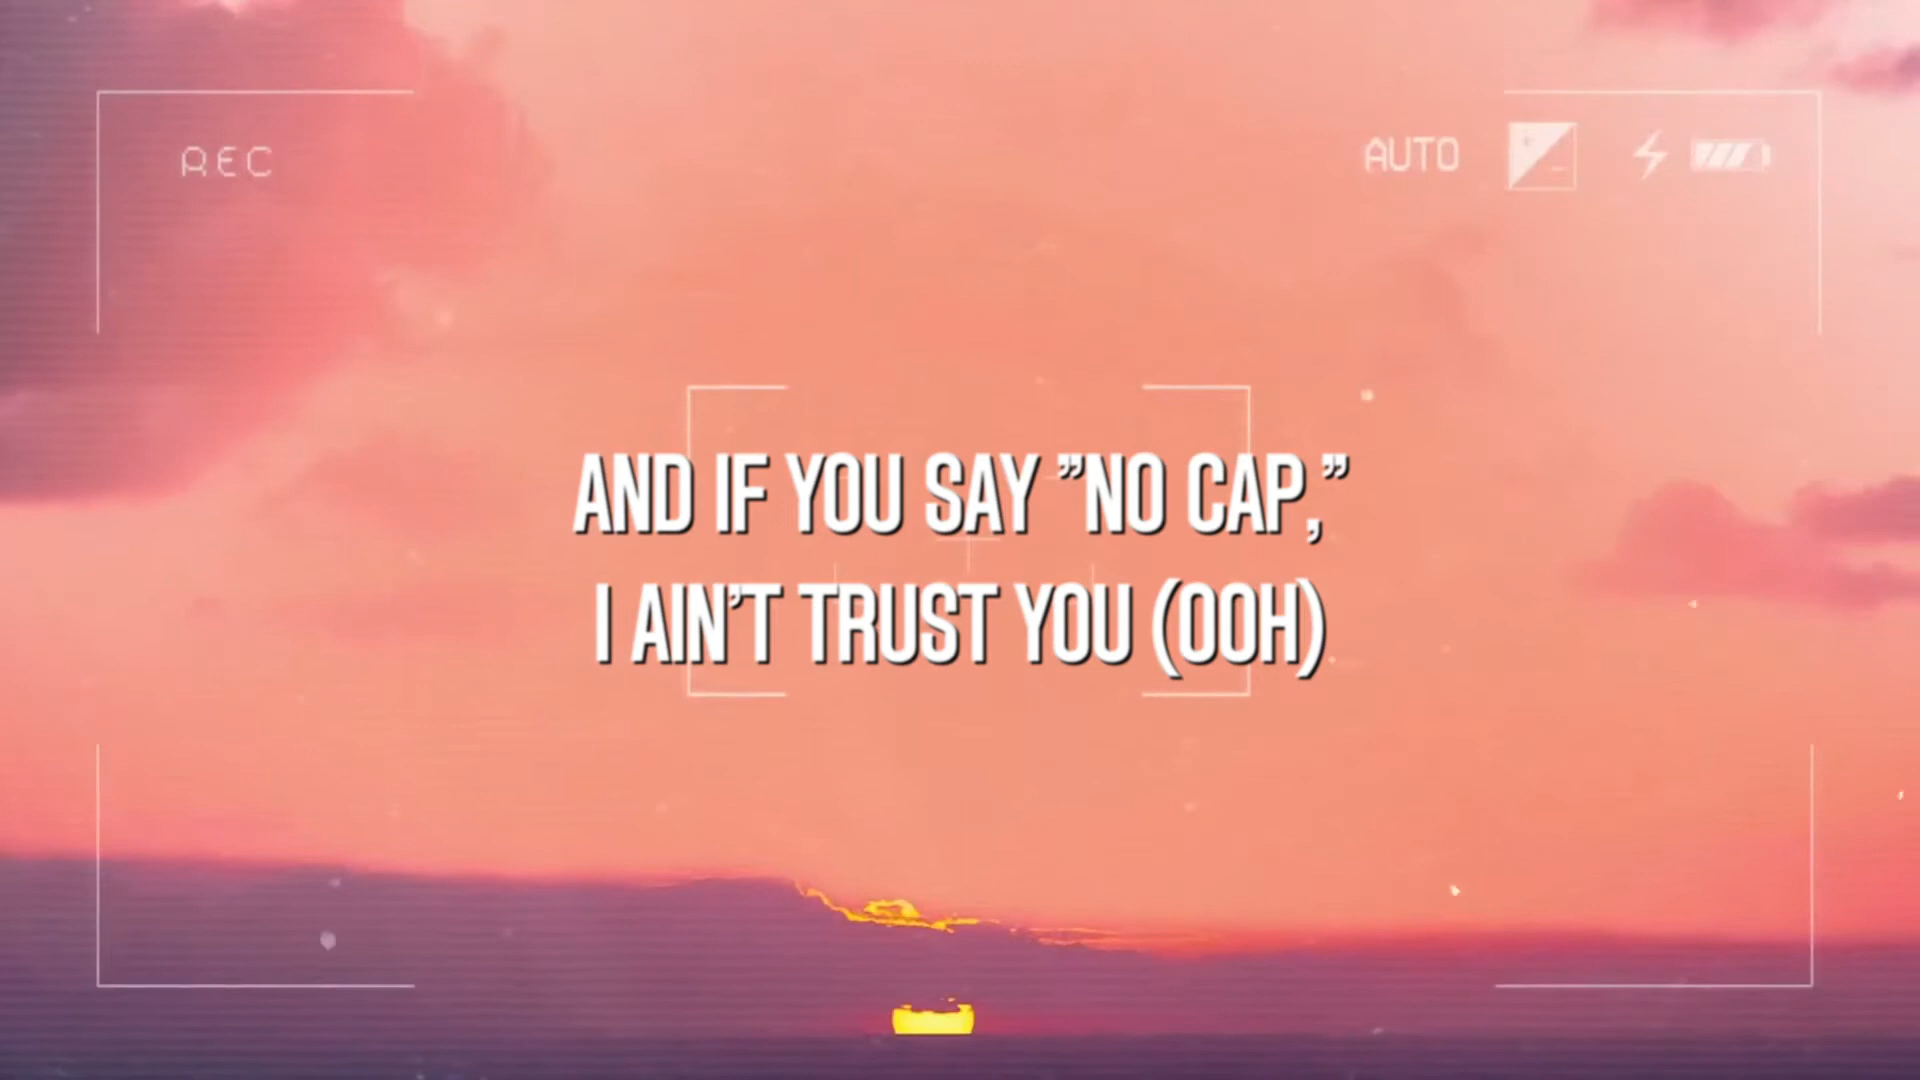 REC
AUTO
AND IF YOU SAY ”NO CAP,”
I AIN’T TRUST YOU (OOH)